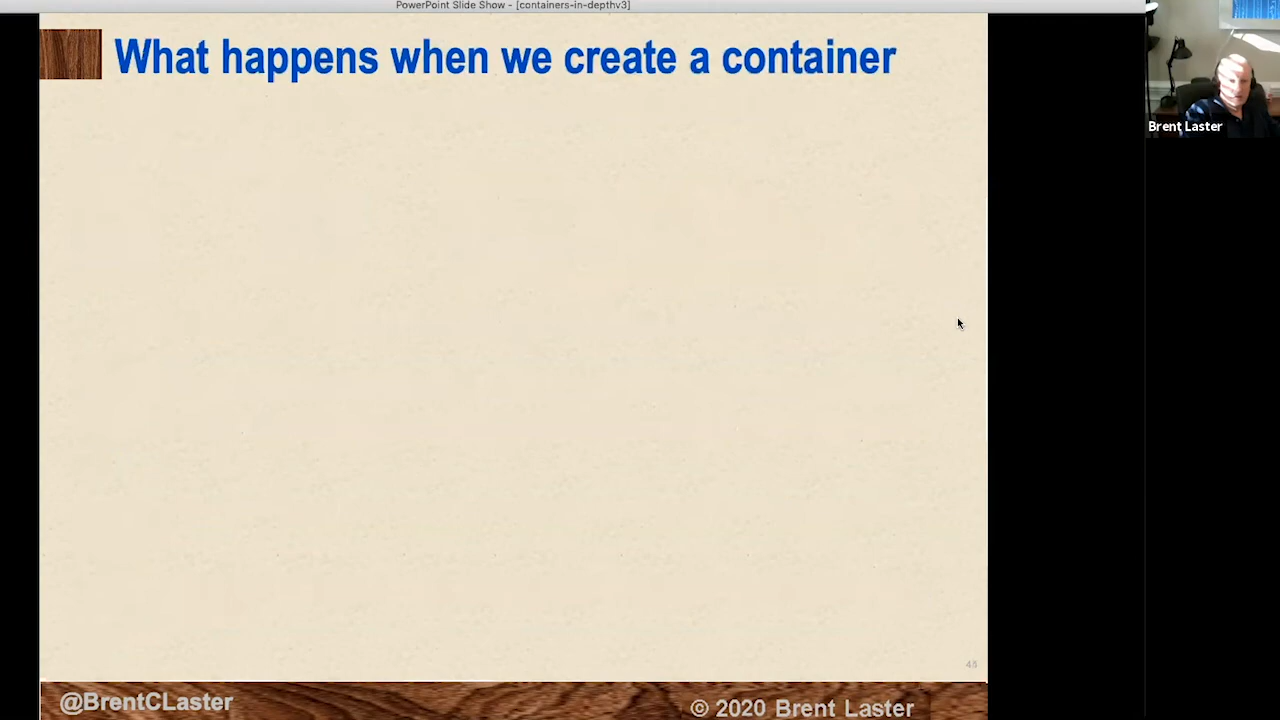 PowerPoint Slide Show - [containers-in-depthv3]
What happens when we create a container
Brent Laster
@BrentCLaster
© 2020 Brent Laster